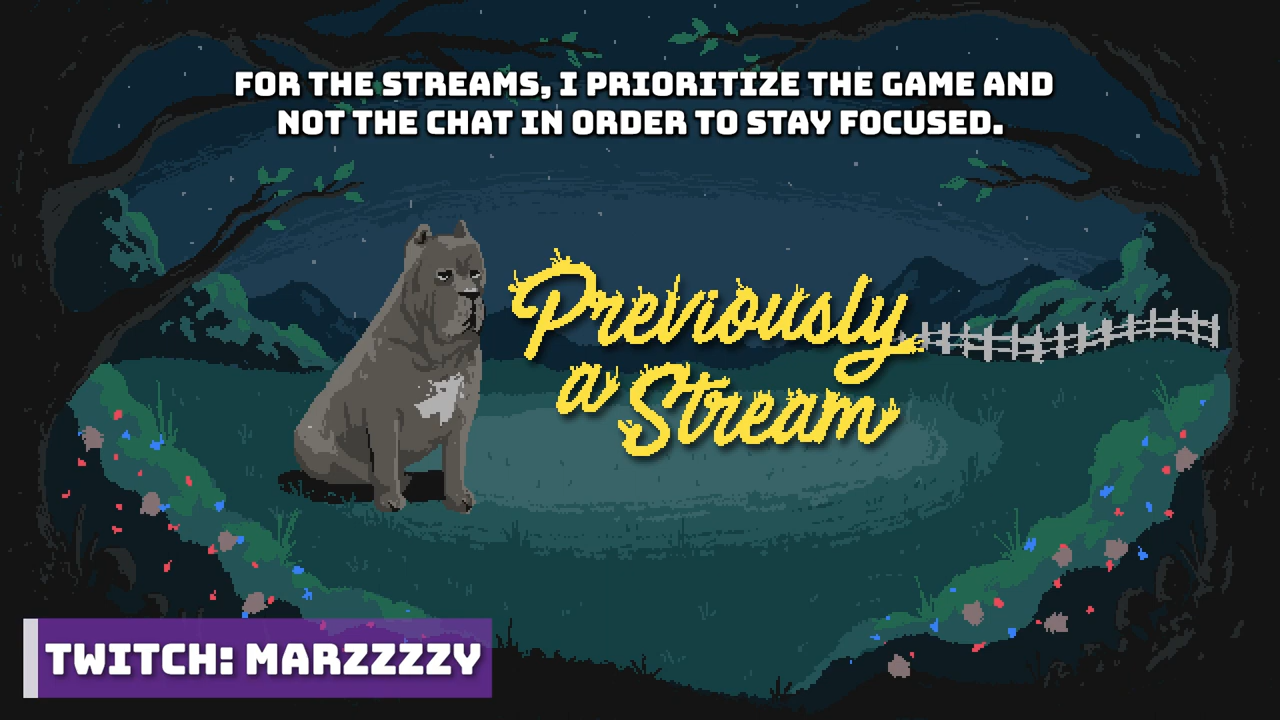 FOR THE STREAMS, I PRIORITIZE THE GAME AND
NOT THE CHAT IN ORDER TO STAY FOCUSED.
Previously
a Stream
TWITCH: MARZZZZY